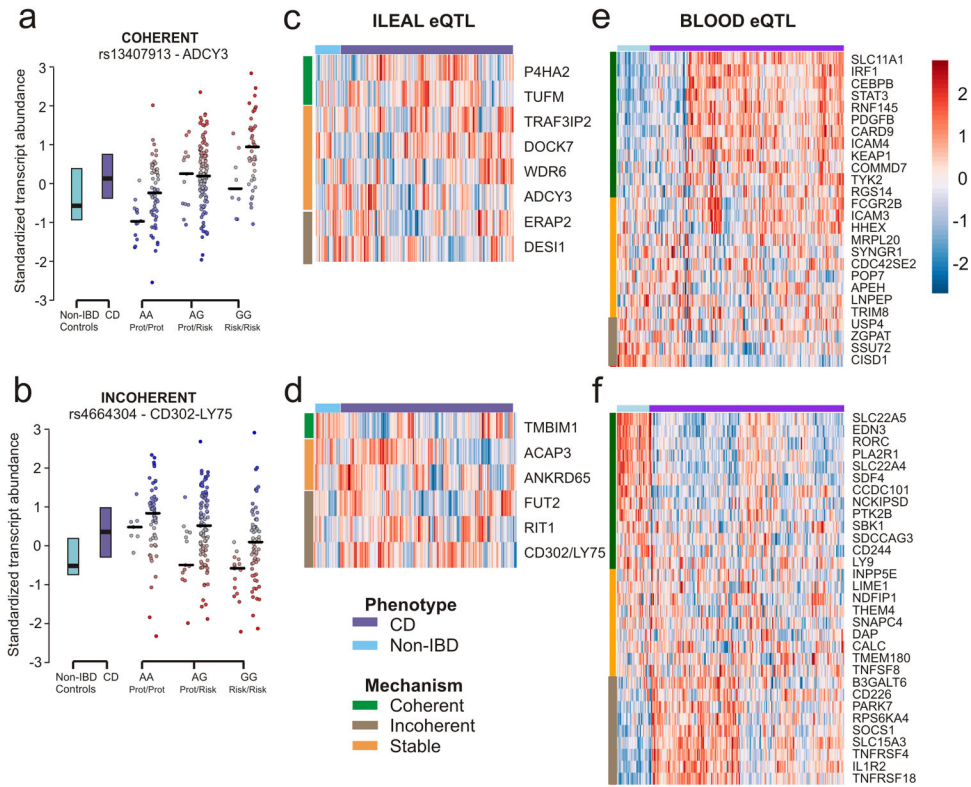 a
COHERENT
rs13407913 - ADCY3
Standardized transcript abundance
3
2
1
0
-1
-2
-3
Non-IBD
Controls
CD
AA
Prot/Prot
AG
Prot/Risk
GG
Risk/Risk
b
INCOHERENT
rs4664304 - CD302-LY75
Standardized transcript abundance
3
2
1
0
-1
-2
-3
Non-IBD
Controls
CD
AA
Prot/Prot
AG
Prot/Risk
GG
Risk/Risk
c
ILEAL eQTL
P4HA2
TUFM
TRAF3IP2
DOCK7
WDR6
ADCY3
ERAP2
DESI1
d
TMBIM1
ACAP3
ANKRD65
FUT2
RIT1
CD302/LY75
Phenotype
CD
Non-IBD
Mechanism
Coherent
Incoherent
Stable
e
BLOOD eQTL
SLC11A1
IRF1
CEBPB
STAT3
RNF145
PDGFB
CARD9
ICAM4
KEAP1
COMMD7
TYK2
RGS14
FCGR2B
ICAM3
HHEX
MRPL20
SYNGR1
CDC42SE2
POP7
APEH
LNPEP
TRIM8
USP4
ZGPAT
SSU72
CISD1
2
1
0
-1
-2
f
SLC22A5
EDN3
RORC
PLA2R1
SLC22A4
SDF4
CCDC101
NCKIPSD
PTK2B
SBK1
SDCCAG3
CD244
LY9
INPP5E
LIME1
NDFIP1
THEM4
SNAPC4
DAP
CALC
TMEM180
TNFSF8
B3GALT6
CD226
PARK7
RPS6KA4
SOCS1
SLC15A3
TNFRSF4
IL1R2
TNFRSF18